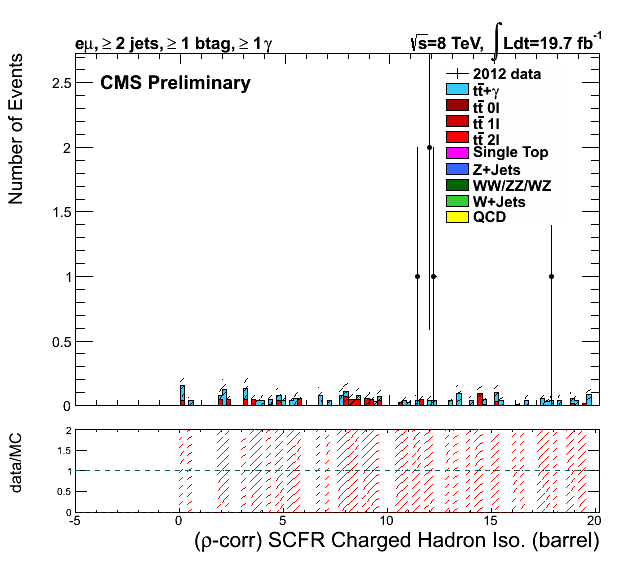 eμ, ≥ 2 jets, ≥ 1 btag, ≥ 1 γ
√s=8 TeV, ∫ Ldt=19.7 fb⁻¹
CMS Preliminary
2012 data
tt̄+γ
tt̄ 0l
tt̄ 1l
tt̄ 2l
Single Top
Z+Jets
WW/ZZ/WZ
W+Jets
QCD
Number of Events
2.5
2
1.5
1
0.5
0
data/MC
2
1.5
1
0.5
0
-5 0 5 10 15 20
(ρ-corr) SCFR Charged Hadron Iso. (barrel)